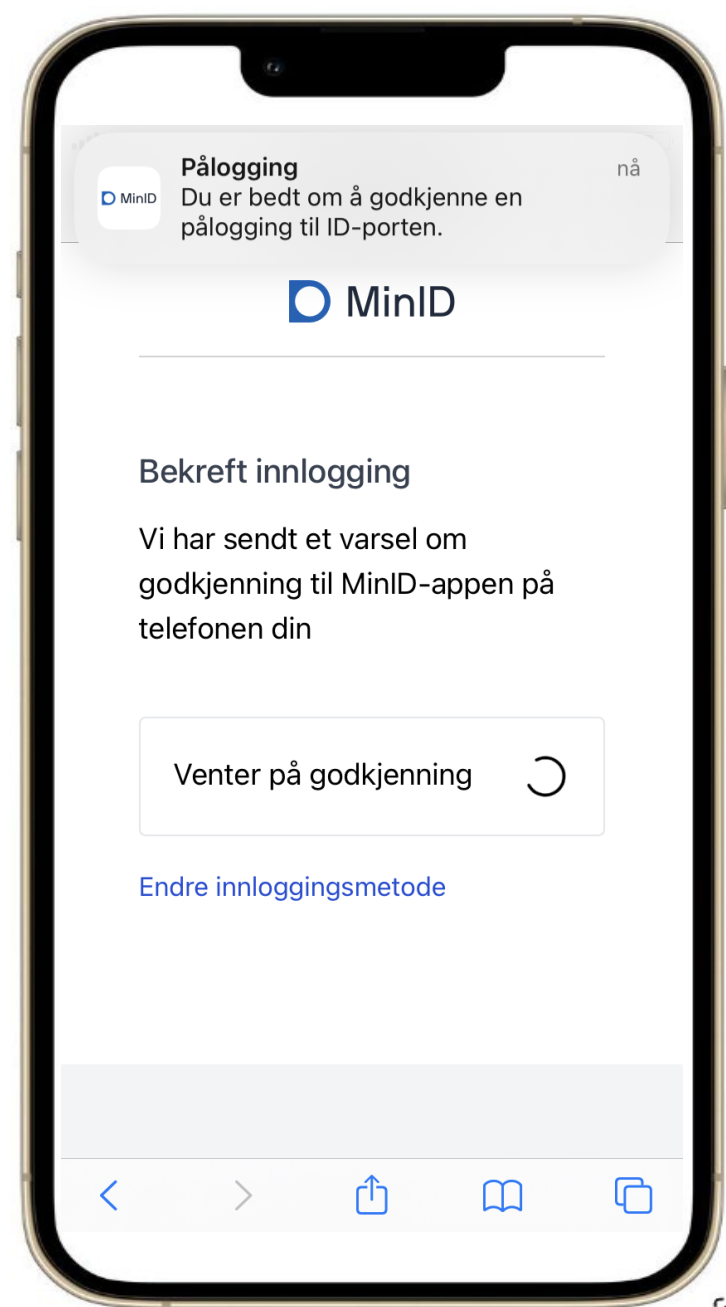 Pålogging
nå
MinID
Du er bedt om å godkjenne en
pålogging til ID-porten.
MinID
Bekreft innlogging
Vi har sendt et varsel om
godkjenning til MinID-appen på
telefonen din
Venter på godkjenning
Endre innloggingsmetode